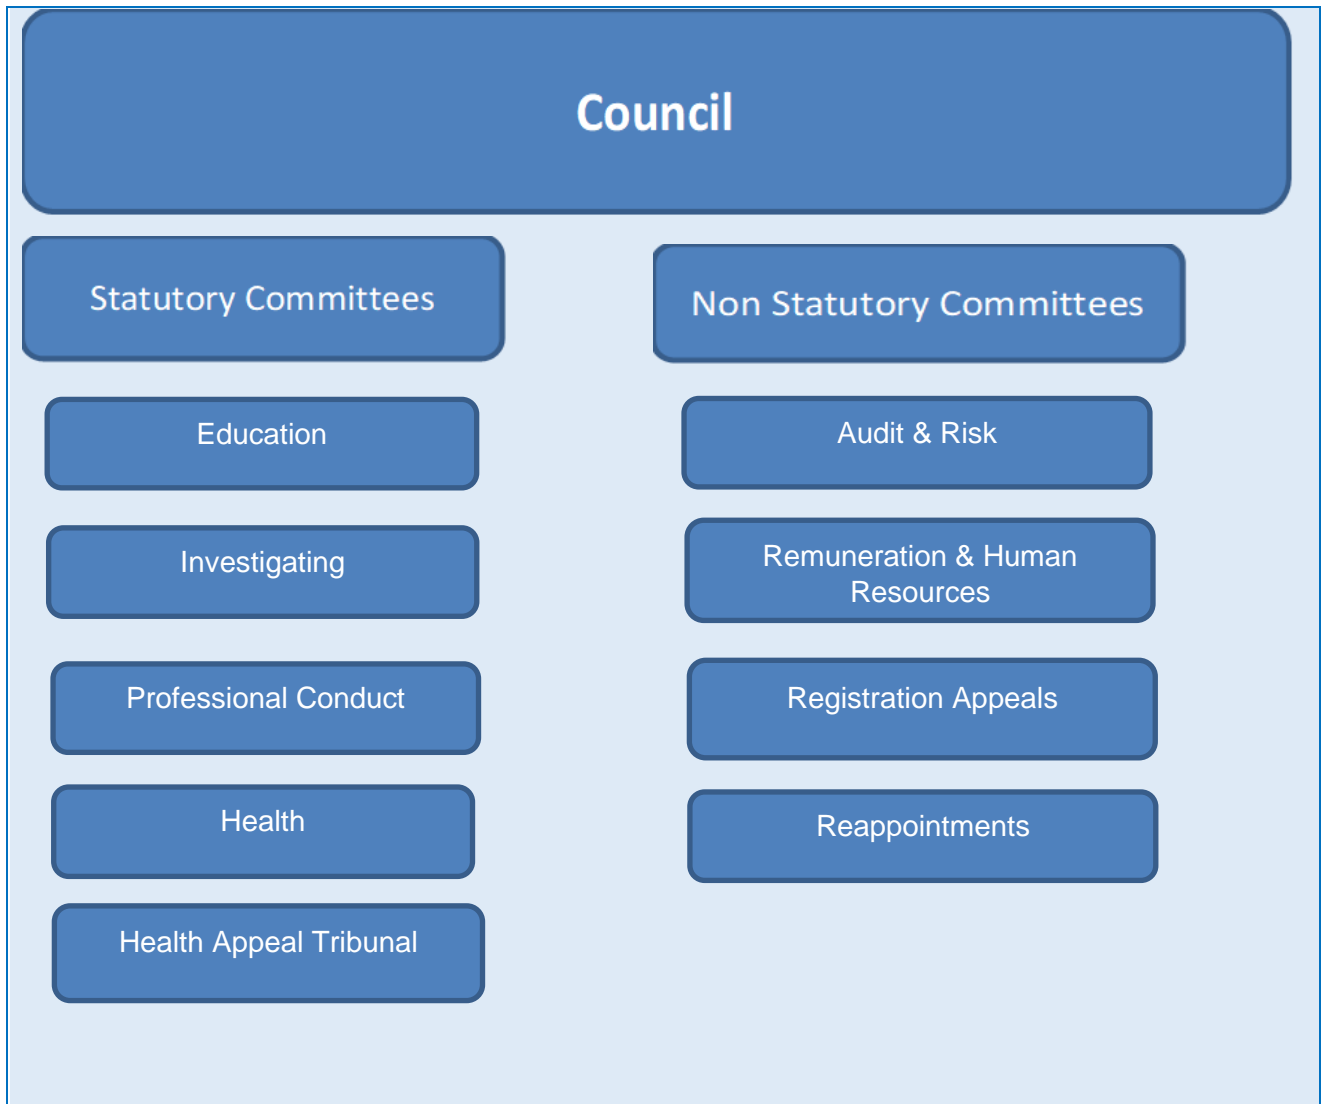 Council
Statutory Committees
Non Statutory Committees
Education
Investigating
Professional Conduct
Health
Health Appeal Tribunal
Audit & Risk
Remuneration & Human
Resources
Registration Appeals
Reappointments